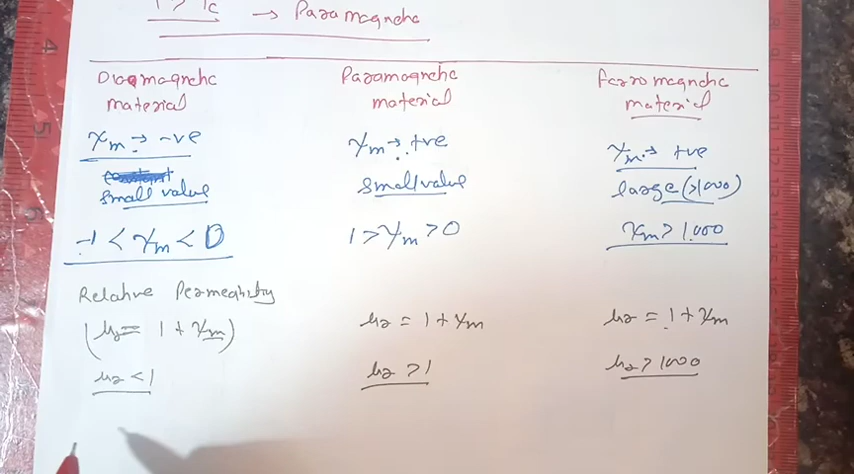 T > Tc → Paramagnetic
Diamagnetic material
Paramagnetic material
Ferromagnetic material
χm → -ve
χm → +ve
χm → +ve
small value
small value
large (>1000)
-1 < χm < 0
1 > χm > 0
χm > 1000
Relative Permeability
(μr = 1 + χm)
μr = 1 + χm
μr = 1 + χm
μr < 1
μr > 1
μr > 1000